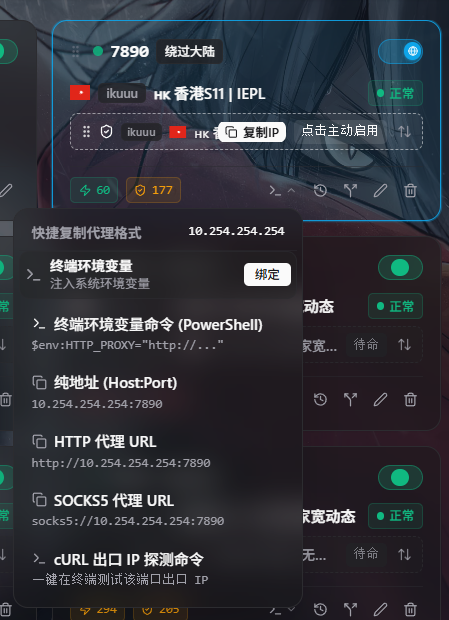 7890 绕过大陆
ikuuu HK 香港S11 | IEPL 正常
ikuuu HK 复制IP 点击主动启用
60 177
快捷复制代理格式 10.254.254.254
终端环境变量
注入系统环境变量
绑定
终端环境变量命令 (PowerShell)
$env:HTTP_PROXY="http://..."
动态 正常
家宽... 待命
纯地址 (Host:Port)
10.254.254.254:7890
HTTP 代理 URL
http://10.254.254.254:7890
SOCKS5 代理 URL
socks5://10.254.254.254:7890
家宽动态 正常
无... 待命
cURL 出口 IP 探测命令
一键在终端测试该端口出口 IP
294 205